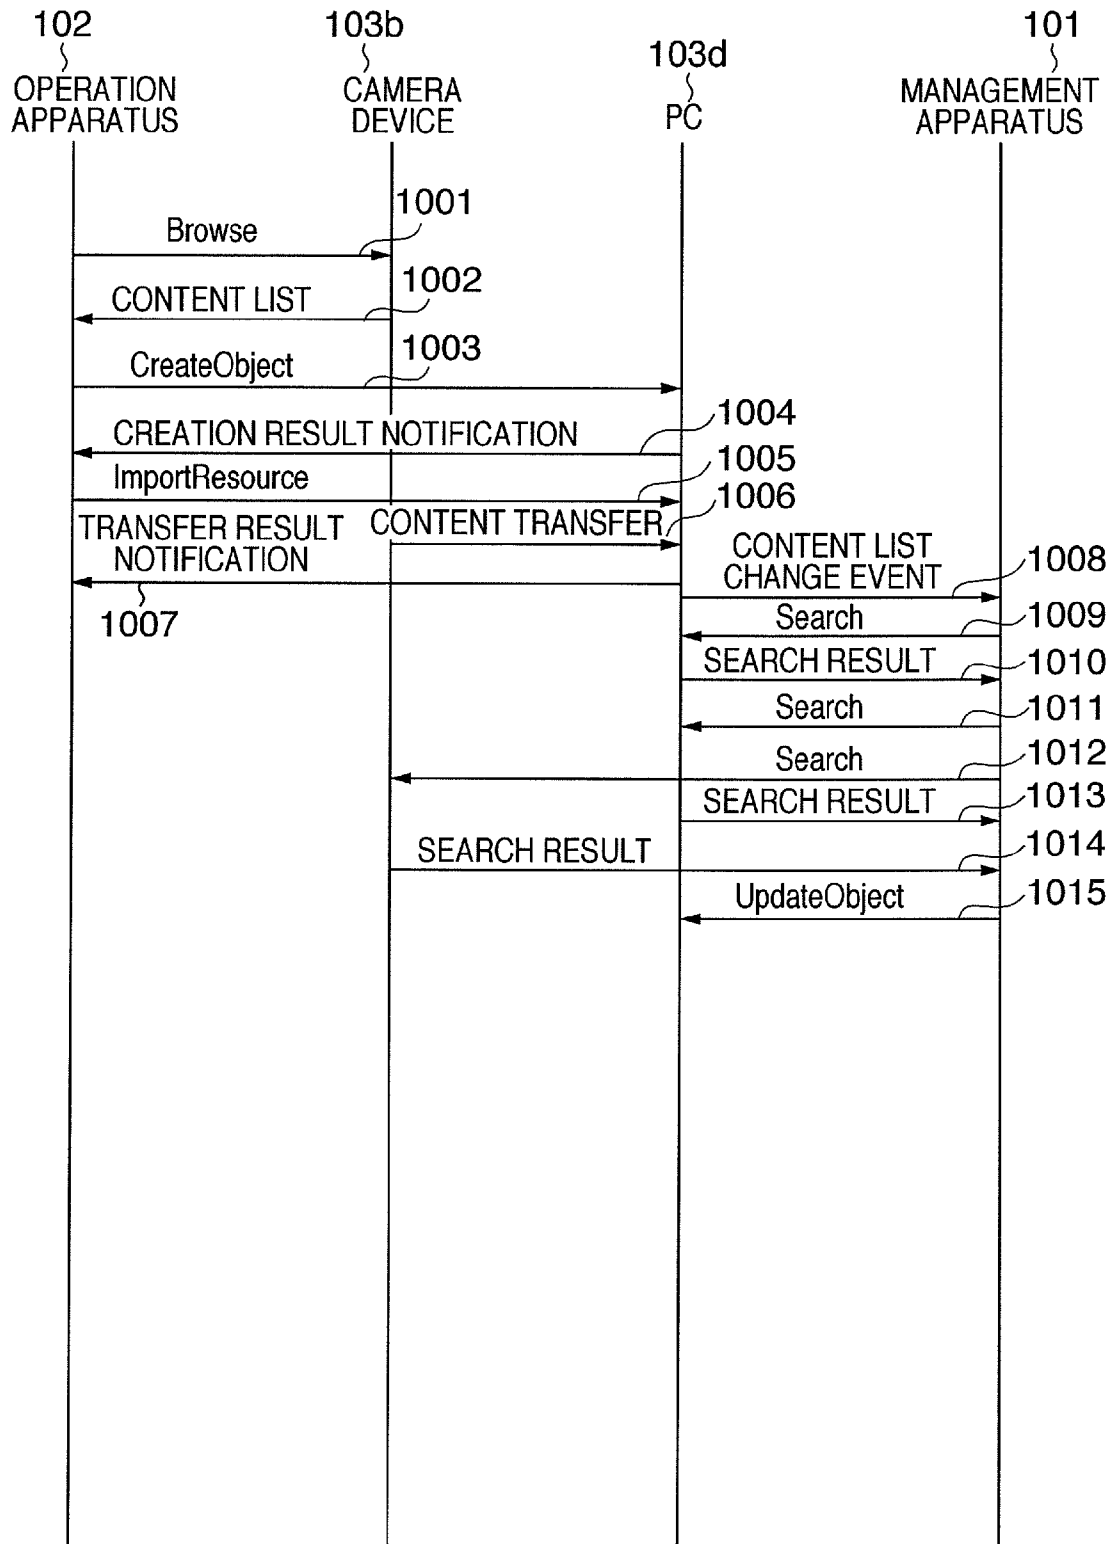 102
103b
103d
101
OPERATION
APPARATUS
CAMERA
DEVICE
PC
MANAGEMENT
APPARATUS
1001
Browse
1002
CONTENT LIST
1003
CreateObject
1004
CREATION RESULT NOTIFICATION
1005
ImportResource
1006
CONTENT TRANSFER
TRANSFER RESULT
NOTIFICATION
1007
CONTENT LIST
CHANGE EVENT
1008
Search
1009
SEARCH RESULT
1010
Search
1011
Search
1012
SEARCH RESULT
1013
SEARCH RESULT
1014
UpdateObject
1015